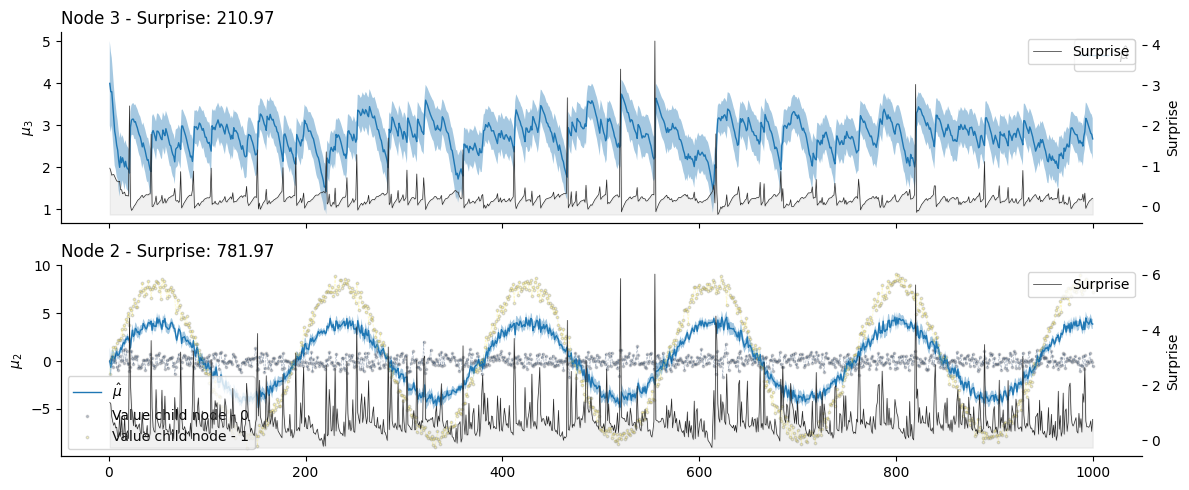 Node 3 - Surprise: 210.97
5
4
3
2
1
μ3
Surprise
4
3
2
1
0
Surprise
Node 2 - Surprise: 781.97
10
5
0
−5
μ2
Surprise
μ̂
Value child node - 0
Value child node - 1
6
4
2
0
Surprise
0
200
400
600
800
1000